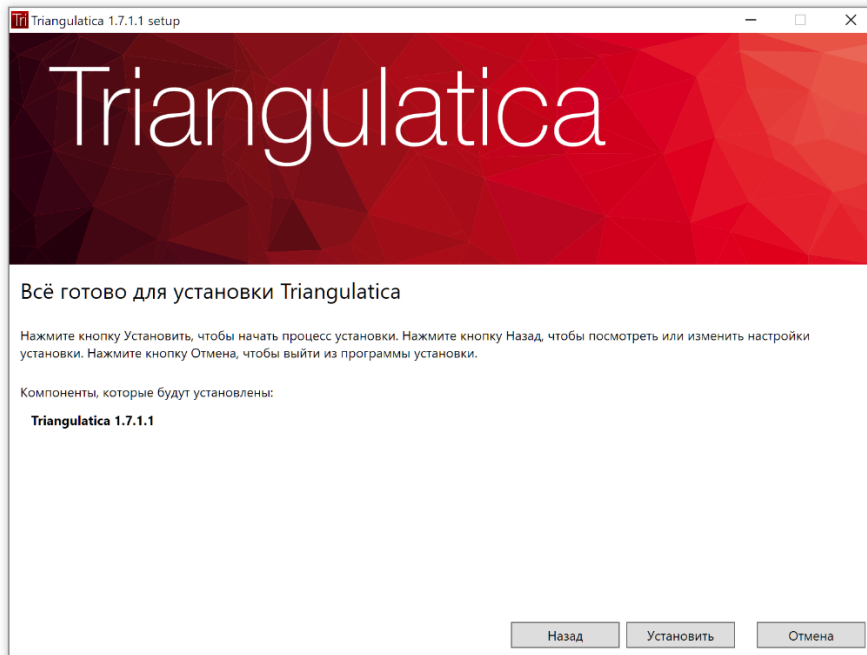 Tri Triangulatica 1.7.1.1 setup
Triangulatica
Всё готово для установки Triangulatica
Нажмите кнопку Установить, чтобы начать процесс установки. Нажмите кнопку Назад, чтобы посмотреть или изменить настройки
установки. Нажмите кнопку Отмена, чтобы выйти из программы установки.
Компоненты, которые будут установлены:
Triangulatica 1.7.1.1
Назад Установить Отмена